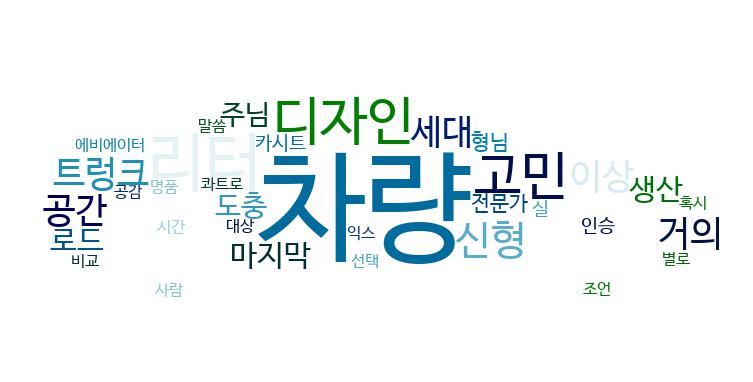 차량
디자인
고민
리터
세대
신형
이상
거의
공간
트렁크
로드
마지막
생산
주님
도충
형님
전문가
카시트
말씀
에비에이터
공감
명품
콰트로
시간
대상
익스
선택
실
인승
혹시
별로
비교
사람
조언